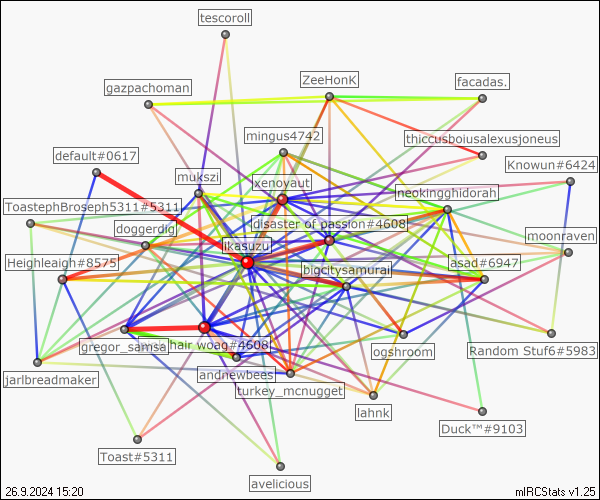 tescoroll
ZeeHonK
gazpachoman
facadas.
mingus4742
thiccusboiusalexusjoneus
default#0617
Knowun#6424
mukszi
xenoyaut
neokingghidorah
ToastephBroseph5311#5311
doggerdig
disaster of passion#4608
moonraven
ikasuzu
Heighleigh#8575
bigcitysamurai
asad#6947
gregor_samsa
hair woag#4608
ogshroom
Random Stuf6#5983
jarlbreadmaker
andnewbees
turkey_mcnugget
lahnk
Duck™#9103
Toast#5311
avelicious
26.9.2024 15:20
mIRCStats v1.25